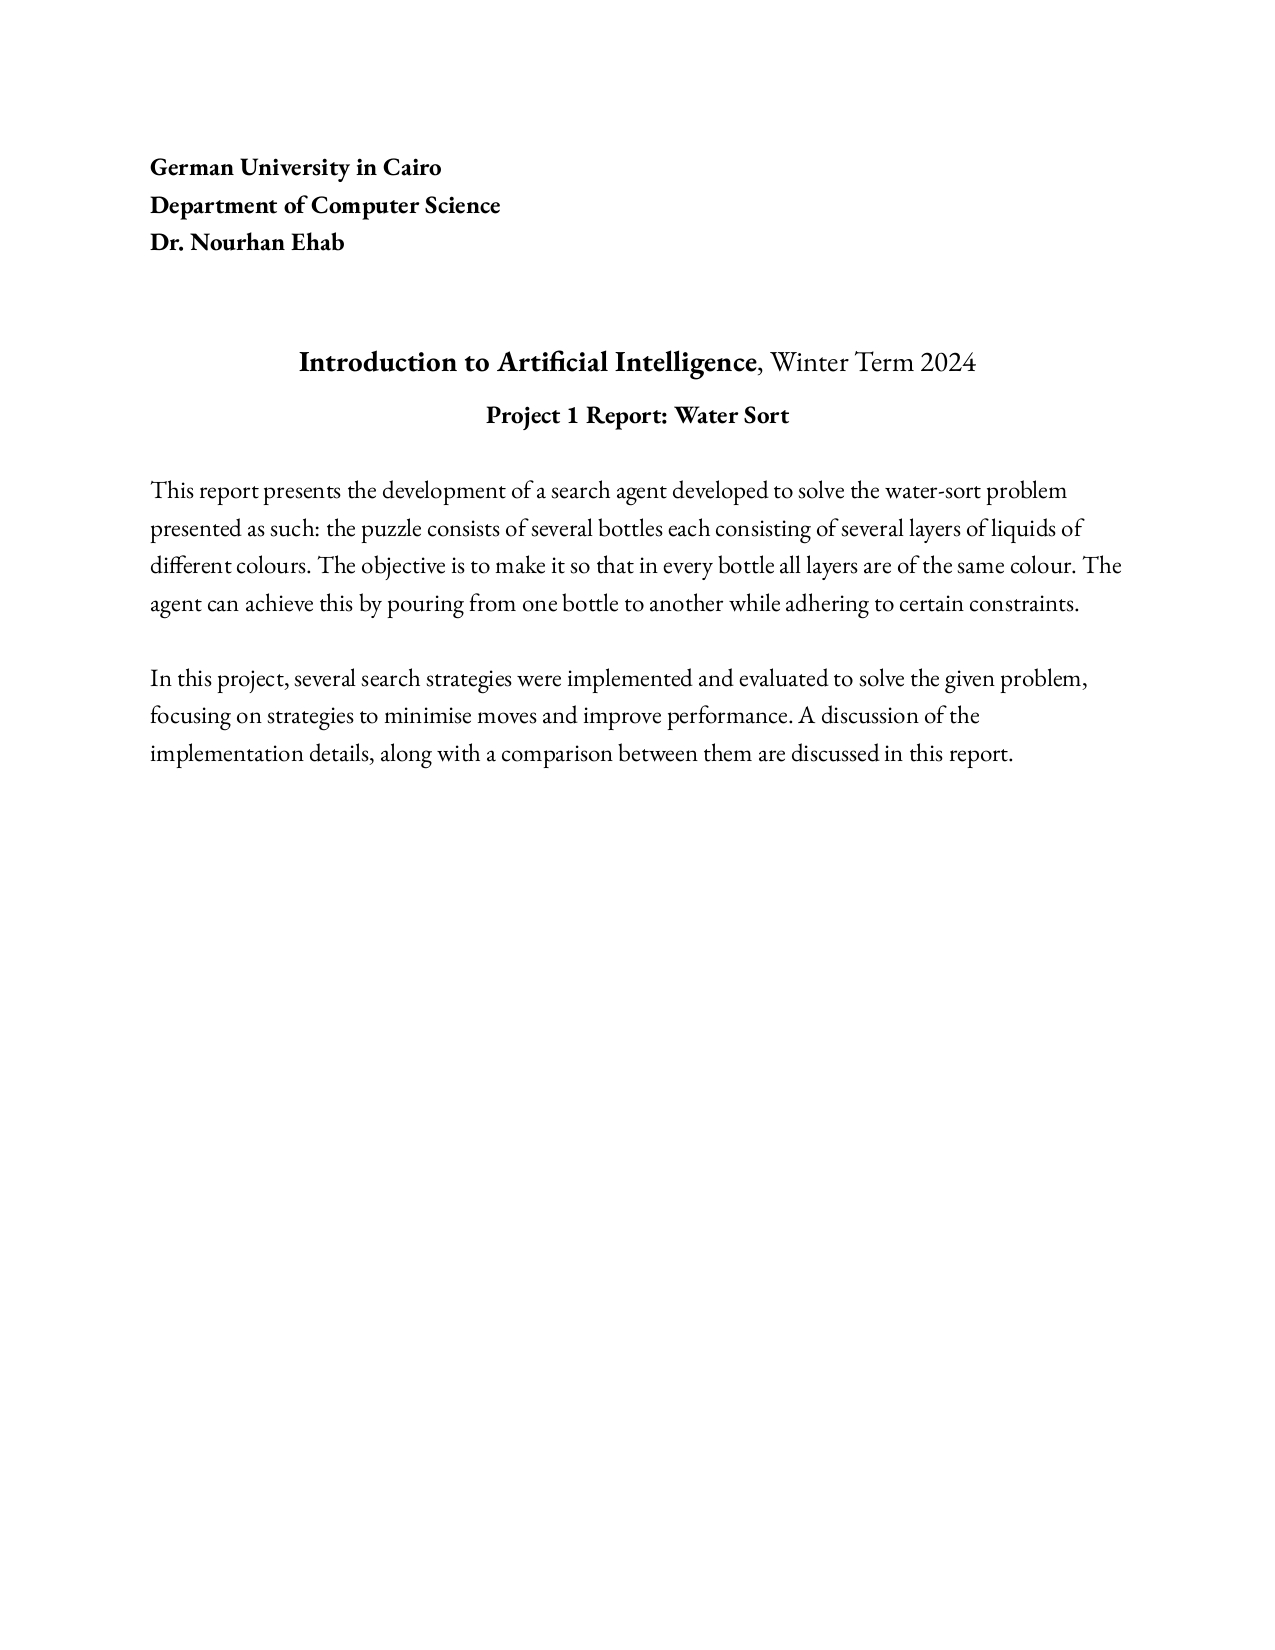 German University in Cairo
Department of Computer Science
Dr. Nourhan Ehab
Introduction to Artificial Intelligence, Winter Term 2024
Project 1 Report: Water Sort
This report presents the development of a search agent developed to solve the water-sort problem
presented as such: the puzzle consists of several bottles each consisting of several layers of liquids of
different colours. The objective is to make it so that in every bottle all layers are of the same colour. The
agent can achieve this by pouring from one bottle to another while adhering to certain constraints.
In this project, several search strategies were implemented and evaluated to solve the given problem,
focusing on strategies to minimise moves and improve performance. A discussion of the
implementation details, along with a comparison between them are discussed in this report.